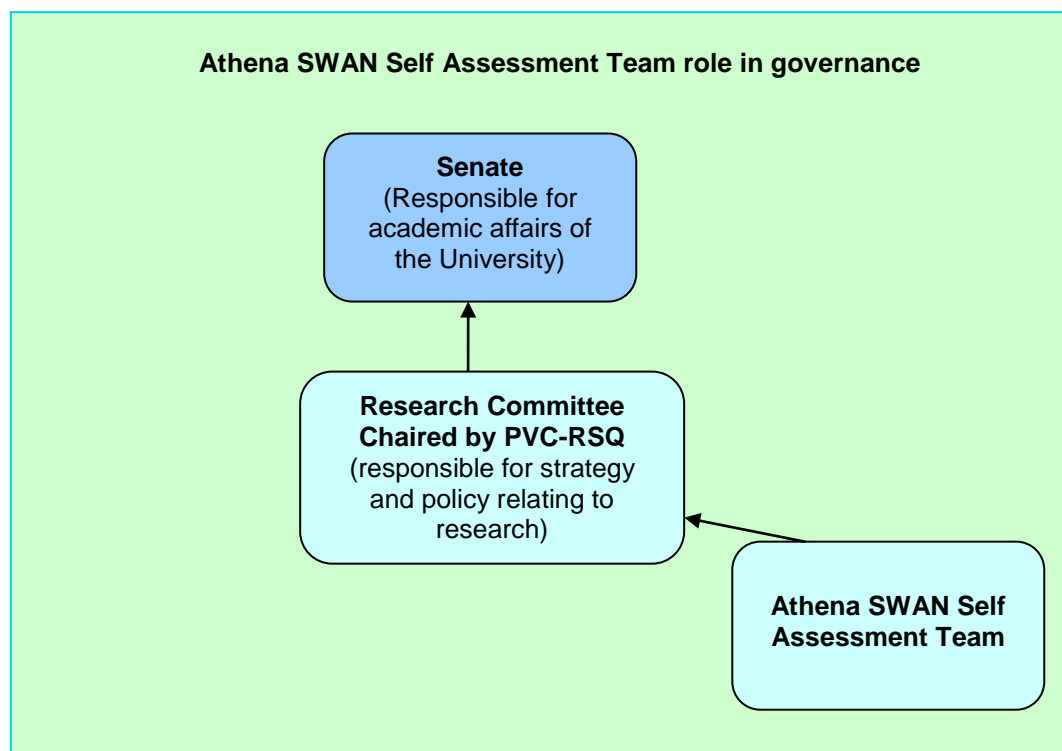 Athena SWAN Self Assessment Team role in governance
Senate
(Responsible for
academic affairs of
the University)
Research Committee
Chaired by PVC-RSQ
(responsible for strategy
and policy relating to
research)
Athena SWAN Self
Assessment Team